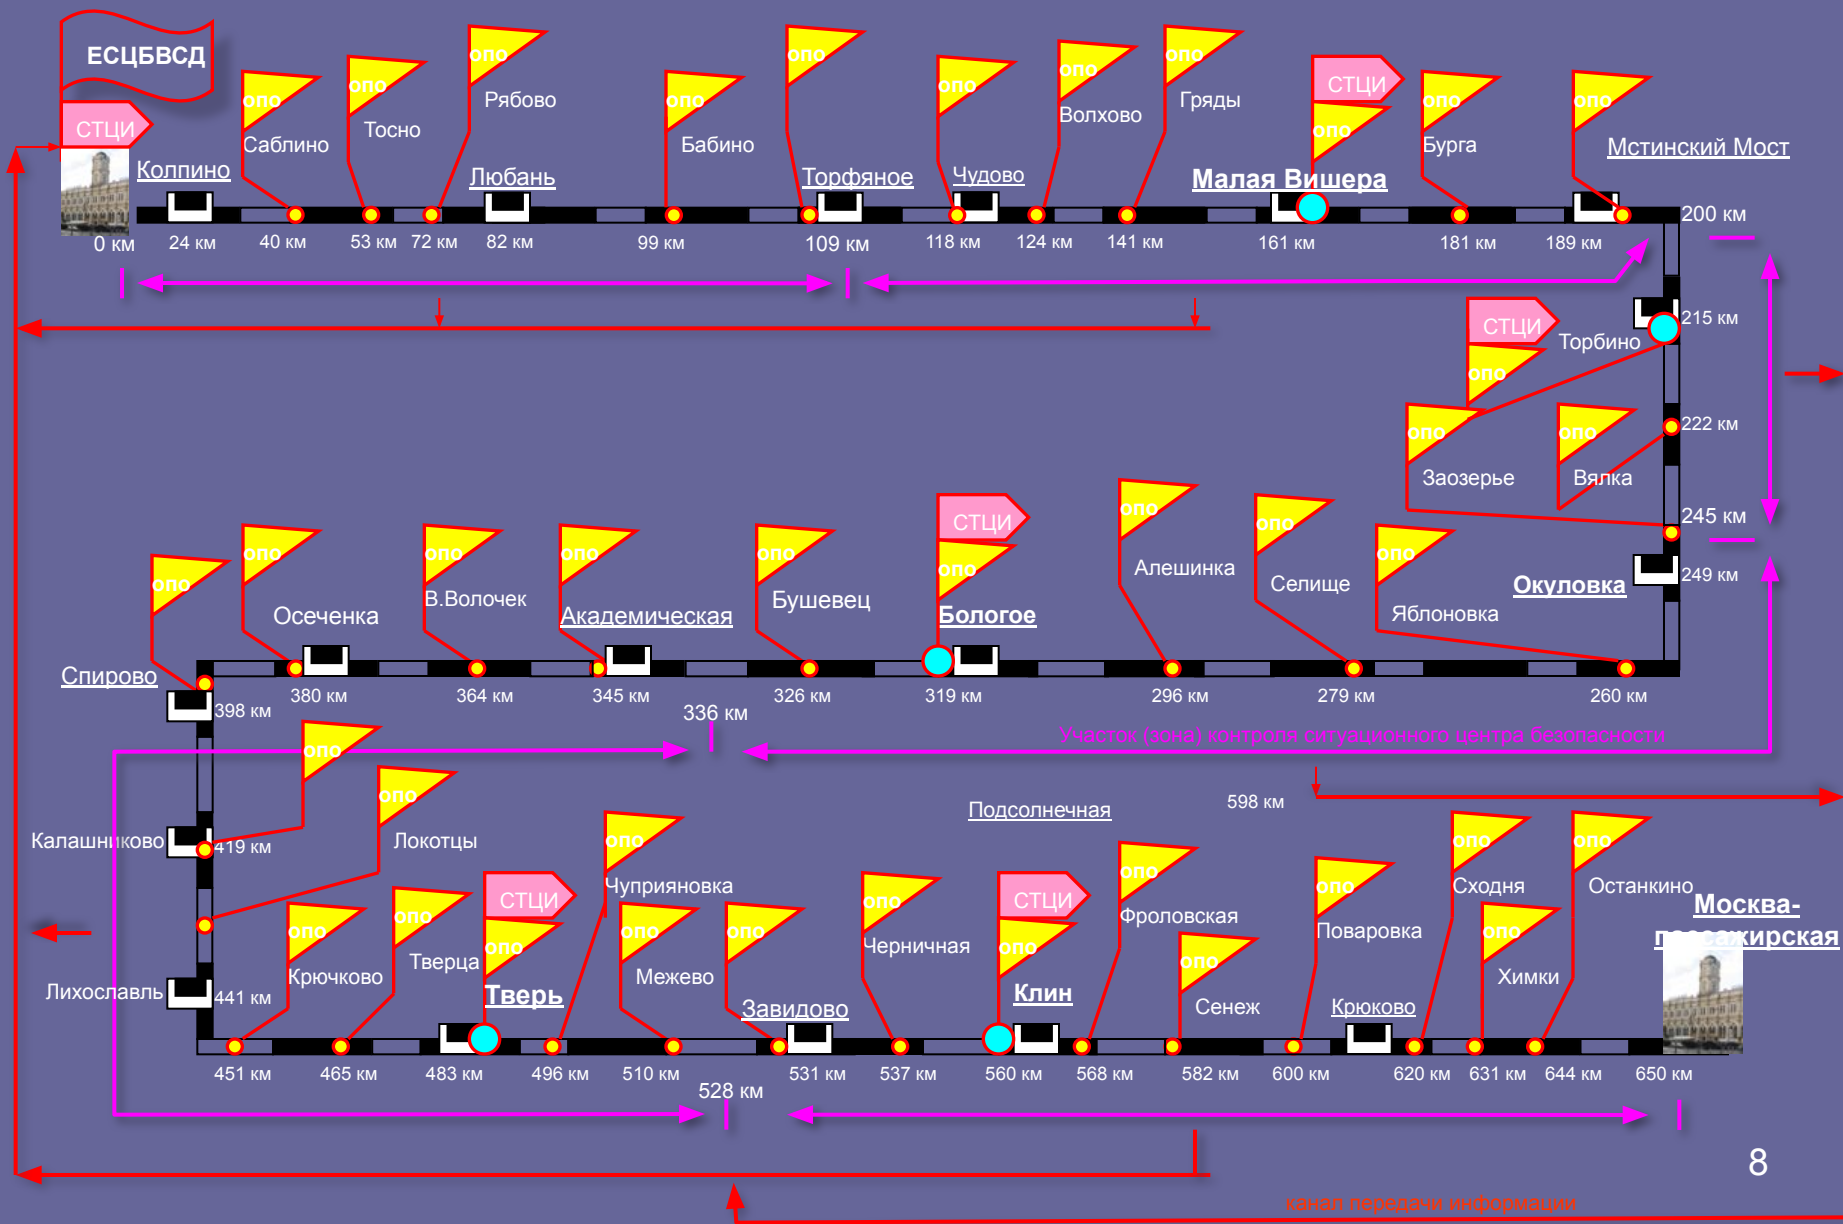 ЕСЦБВСД
СТЦИ
опо
Саблино
опо
Тосно
опо
Рябово
опо
Бабино
опо
опо
опо
Волхово
опо
Гряды
СТЦИ
опо
опо
Бурга
опо
Мстинский Мост
Колпино
Любань
Торфяное
Чудово
Малая Вишера
0 км
24 км
40 км
53 км
72 км
82 км
99 км
109 км
118 км
124 км
141 км
161 км
181 км
189 км
200 км
СТЦИ
опо
Торбино
215 км
опо
Заозерье
опо
Вялка
222 км
245 км
Окуловка
249 км
опо
опо
Осеченка
опо
В.Волочек
опо
Академическая
опо
Бушевец
СТЦИ
опо
Бологое
опо
Алешинка
опо
Селище
опо
Яблоновка
Спирово
398 км
380 км
364 км
345 км
336 км
326 км
319 км
296 км
279 км
260 км
Участок (зона) контроля ситуационного центра безопасности
опо
Калашниково
419 км
опо
Локотцы
Лихославль
441 км
опо
Крючково
опо
Тверца
СТЦИ
опо
Тверь
опо
Чуприяновка
опо
Межево
опо
Завидово
опо
Черничная
СТЦИ
опо
Клин
Подсолнечная
598 км
опо
Фроловская
опо
Сенеж
опо
Поваровка
Крюково
опо
Сходня
опо
Химки
опо
Останкино
Москва-
пассажирская
451 км
465 км
483 км
496 км
510 км
528 км
531 км
537 км
560 км
568 км
582 км
600 км
620 км
631 км
644 км
650 км
8
канал передачи информации